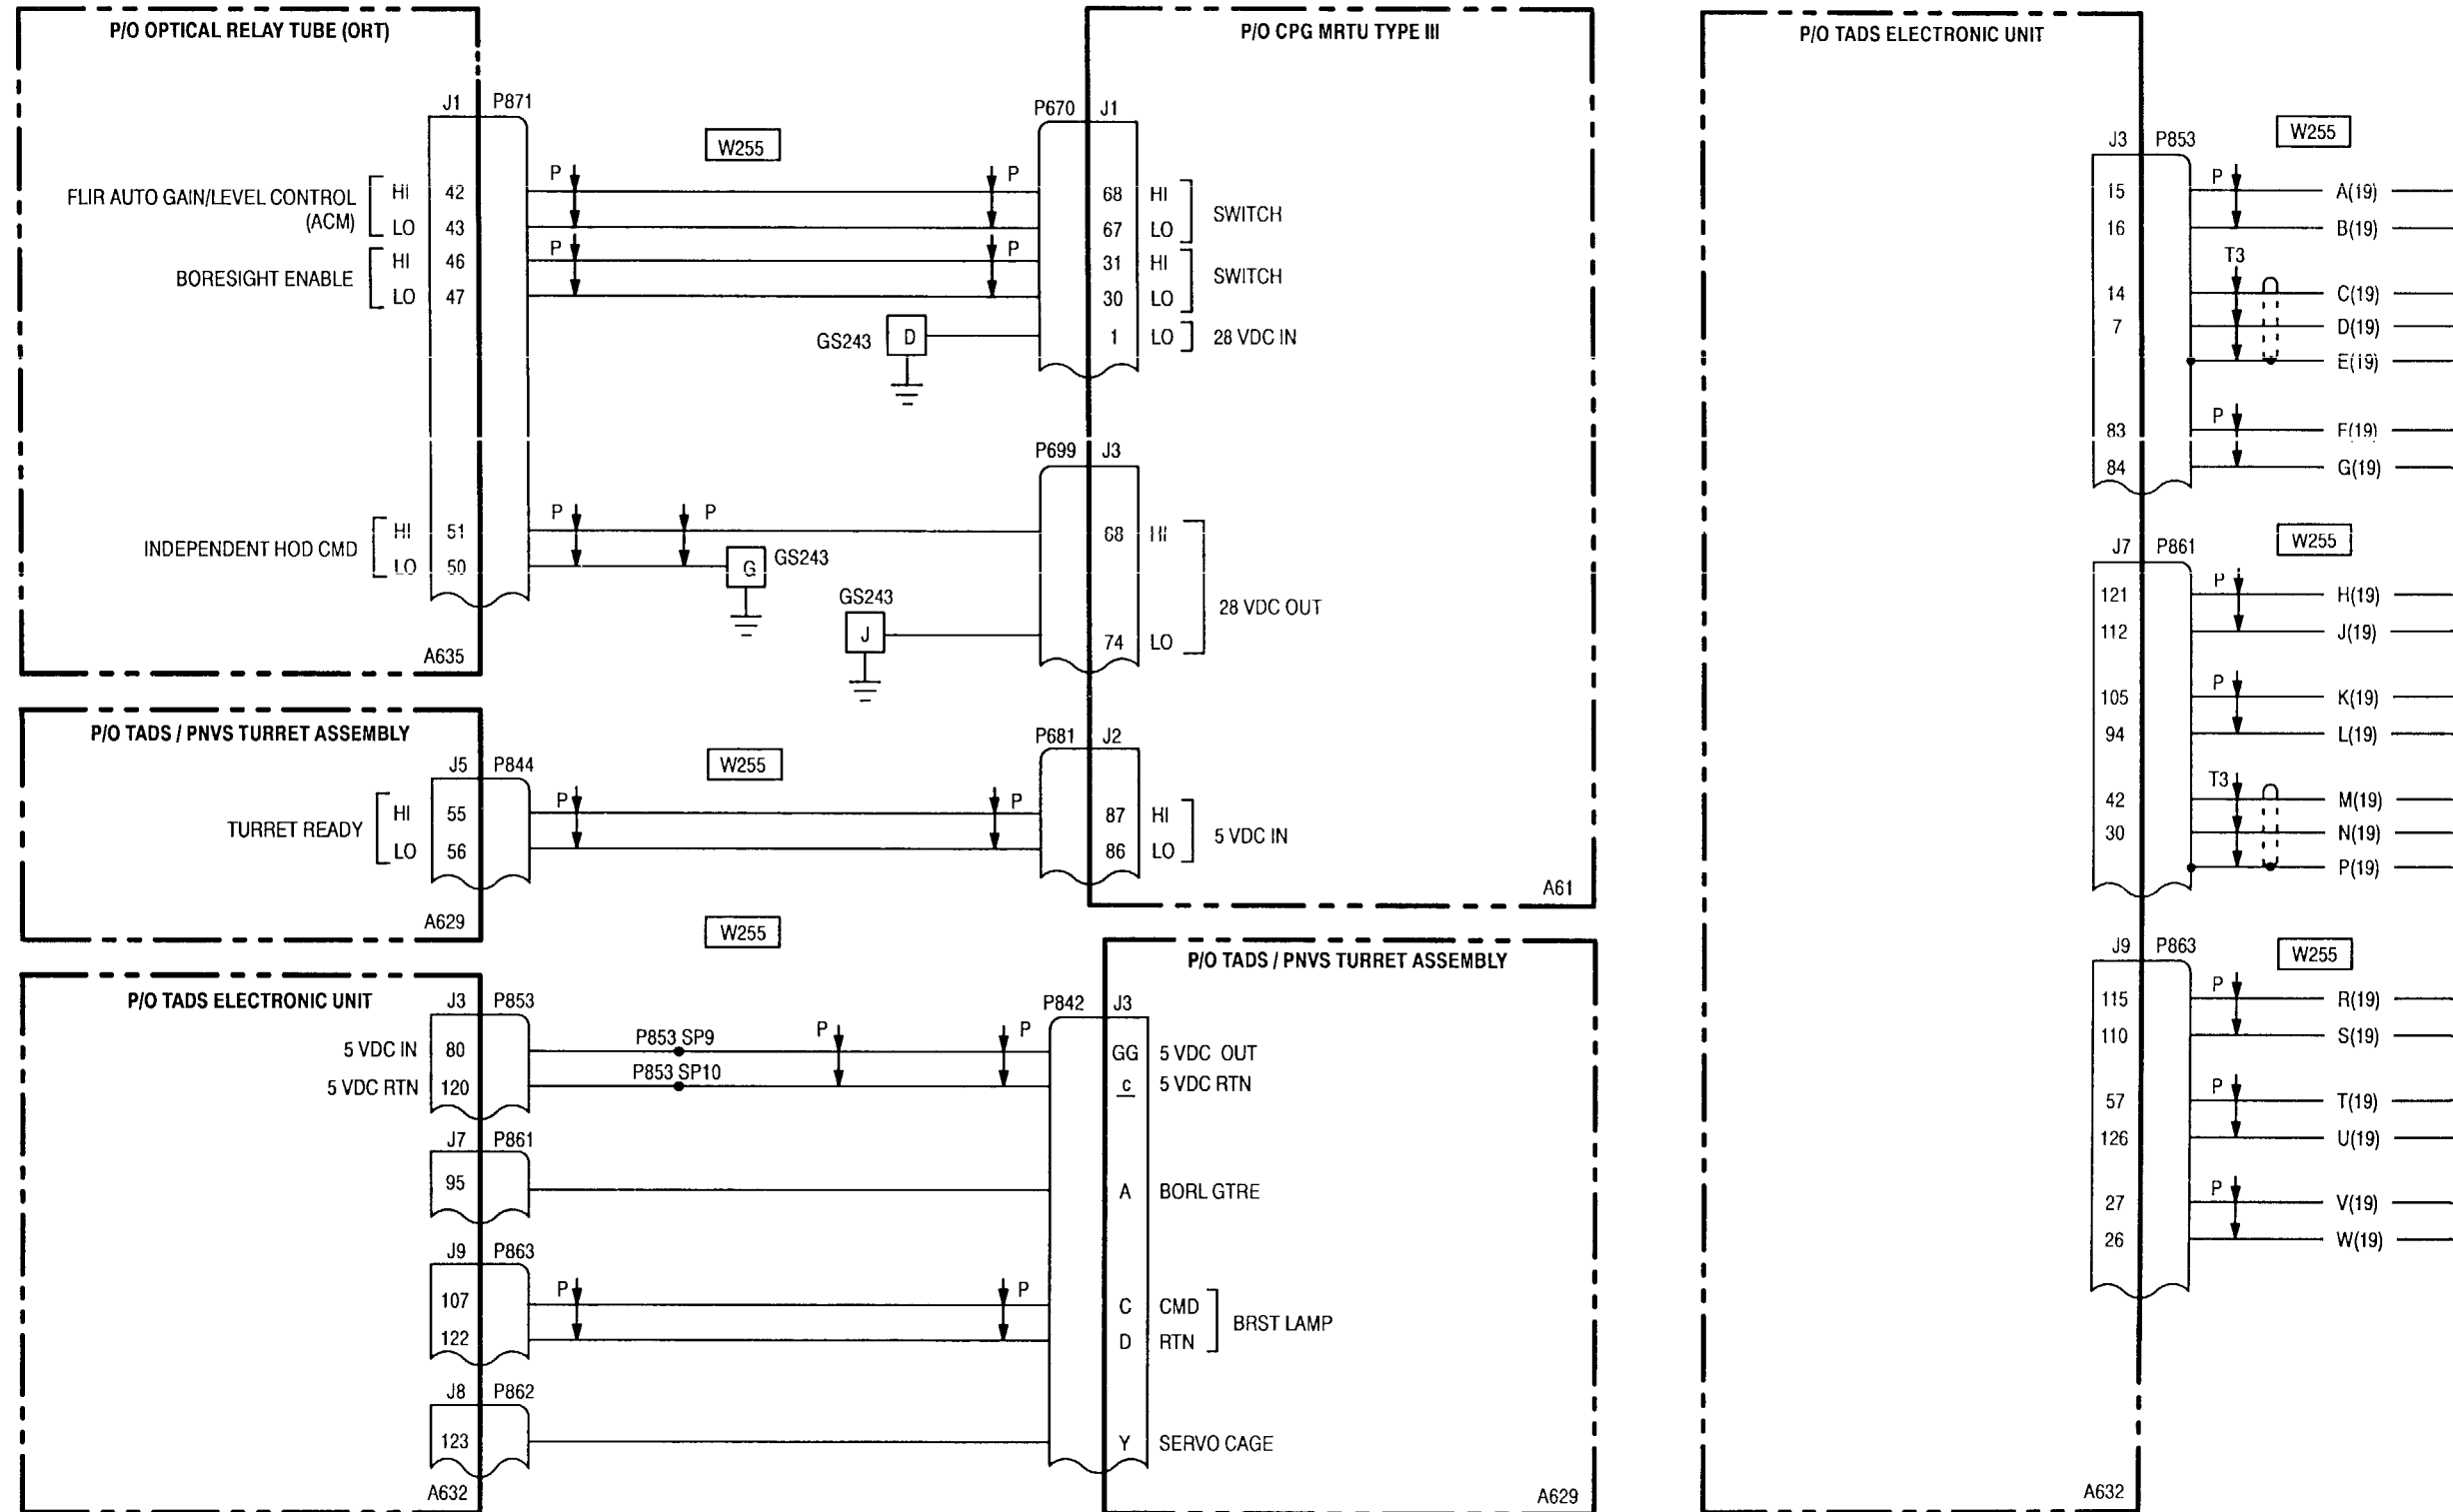 P/O OPTICAL RELAY TUBE (ORT)
J1 P871
FLIR AUTO GAIN/LEVEL CONTROL
(ACM)
HI 42
LO 43
BORESIGHT ENABLE
HI 46
LO 47
INDEPENDENT HOD CMD
HI 51
LO 50
A635
W255
P P
P P
P P
GS243 D
G GS243
GS243
J
P/O CPG MRTU TYPE III
P670 J1
68 HI
67 LO
SWITCH
31 HI
30 LO
SWITCH
1 LO 28 VDC IN
P699 J3
68 HI
28 VDC OUT
74 LO
P681 J2
87 HI
86 LO
5 VDC IN
A61
P/O TADS / PNVS TURRET ASSEMBLY
J5 P844
TURRET READY
HI 55
LO 56
A629
W255
P P
W255
P/O TADS ELECTRONIC UNIT
J3 P853
5 VDC IN 80
5 VDC RTN 120
P853 SP9
P853 SP10
P P
J7 P861
95
J9 P863
107
122
P P
J8 P862
123
A632
P/O TADS / PNVS TURRET ASSEMBLY
P842 J3
GG 5 VDC OUT
c 5 VDC RTN
A BORL GTRE
C CMD
D RTN
BRST LAMP
Y SERVO CAGE
A629
P/O TADS ELECTRONIC UNIT
W255
J3 P853
15 P A(19)
16 B(19)
T3
14 C(19)
7 D(19)
E(19)
83 P F(19)
84 G(19)
W255
J7 P861
121 P H(19)
112 J(19)
105 P K(19)
94 L(19)
T3
42 M(19)
30 N(19)
P(19)
W255
J9 P863
115 P R(19)
110 S(19)
57 P T(19)
126 U(19)
27 P V(19)
26 W(19)
A632